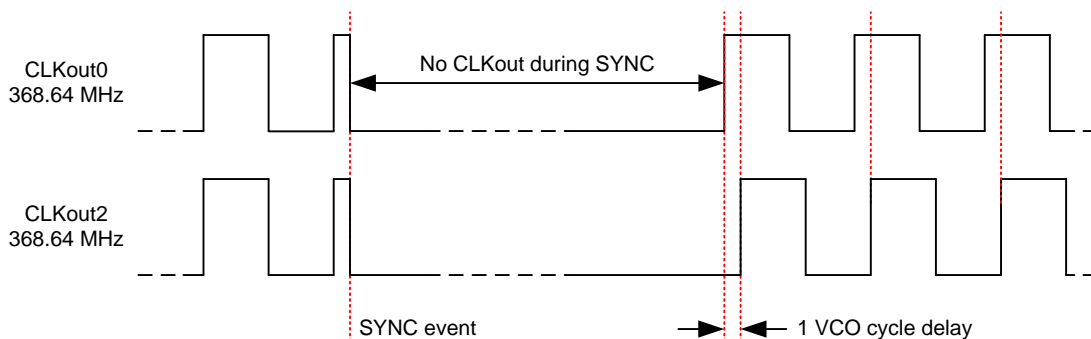 CLKout0
368.64 MHz
No CLKout during SYNC
CLKout2
368.64 MHz
SYNC event
1 VCO cycle delay